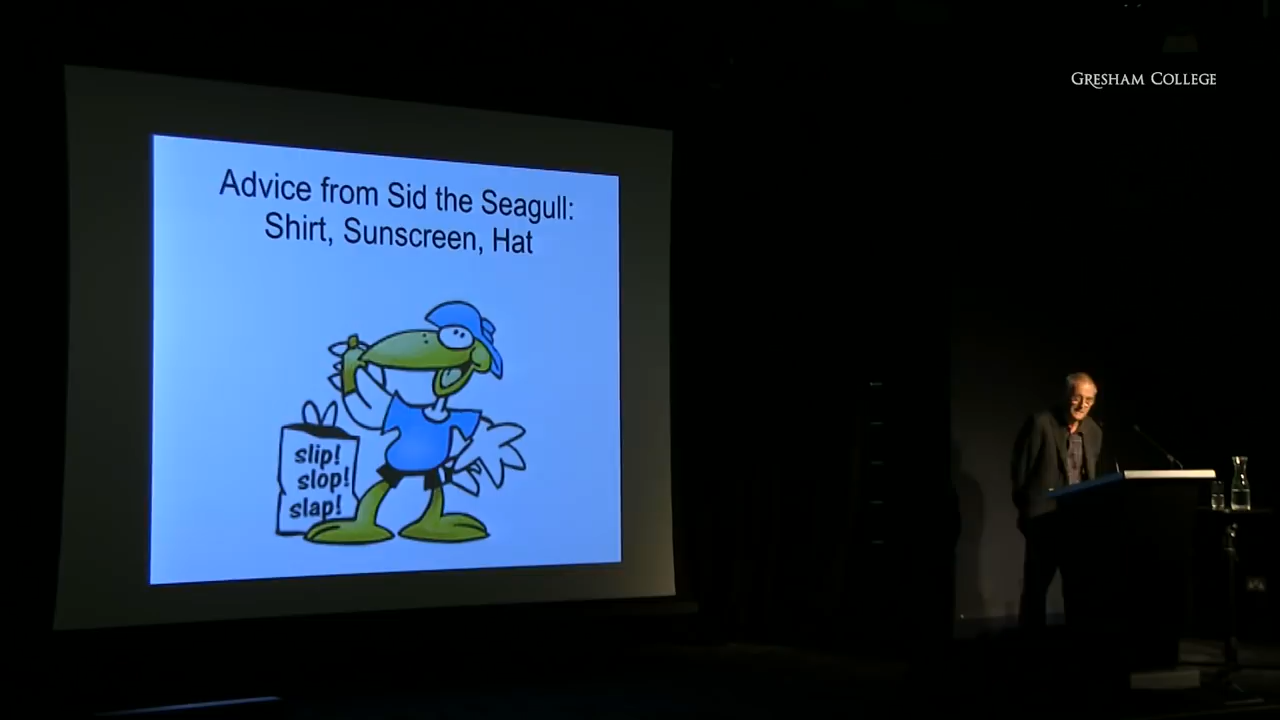 GRESHAM COLLEGE
Advice from Sid the Seagull:
Shirt, Sunscreen, Hat
slip!
slop!
slap!